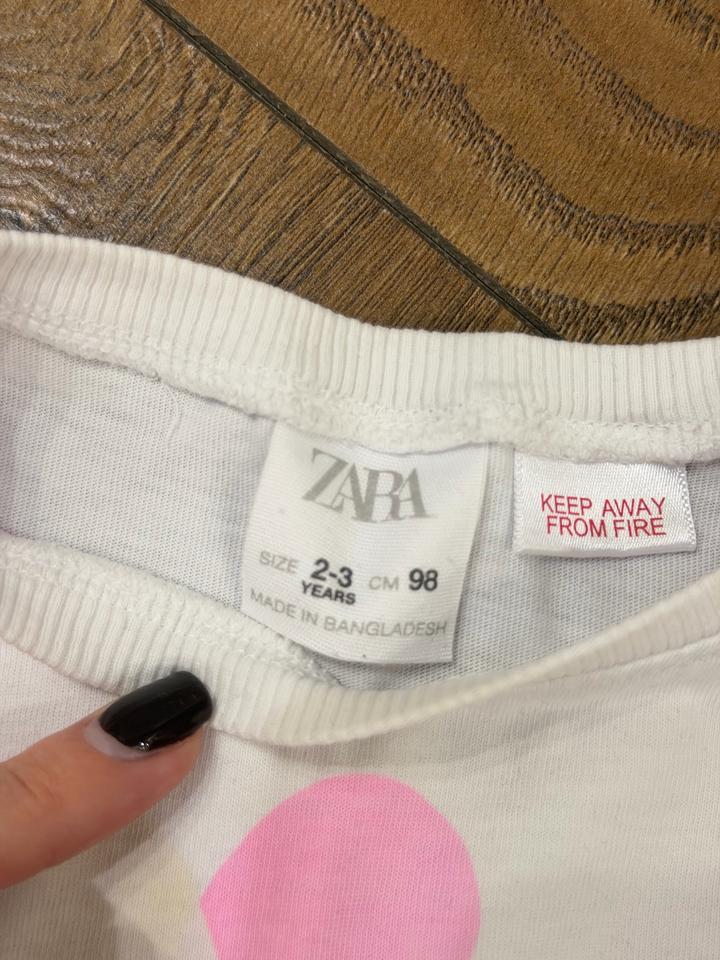 ZARA
SIZE 2-3 CM 98
YEARS
MADE IN BANGLADESH
KEEP AWAY
FROM FIRE